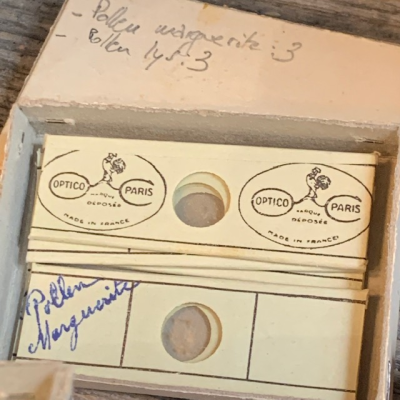 - Pollen marguerite : 3
- Pollen lys : 3
OPTICO PARIS
MARQUE
DÉPOSÉE
MADE IN FRANCE
OPTICO PARIS
MARQUE
DÉPOSÉE
MADE IN FRANCE
Pollen
Marguerite